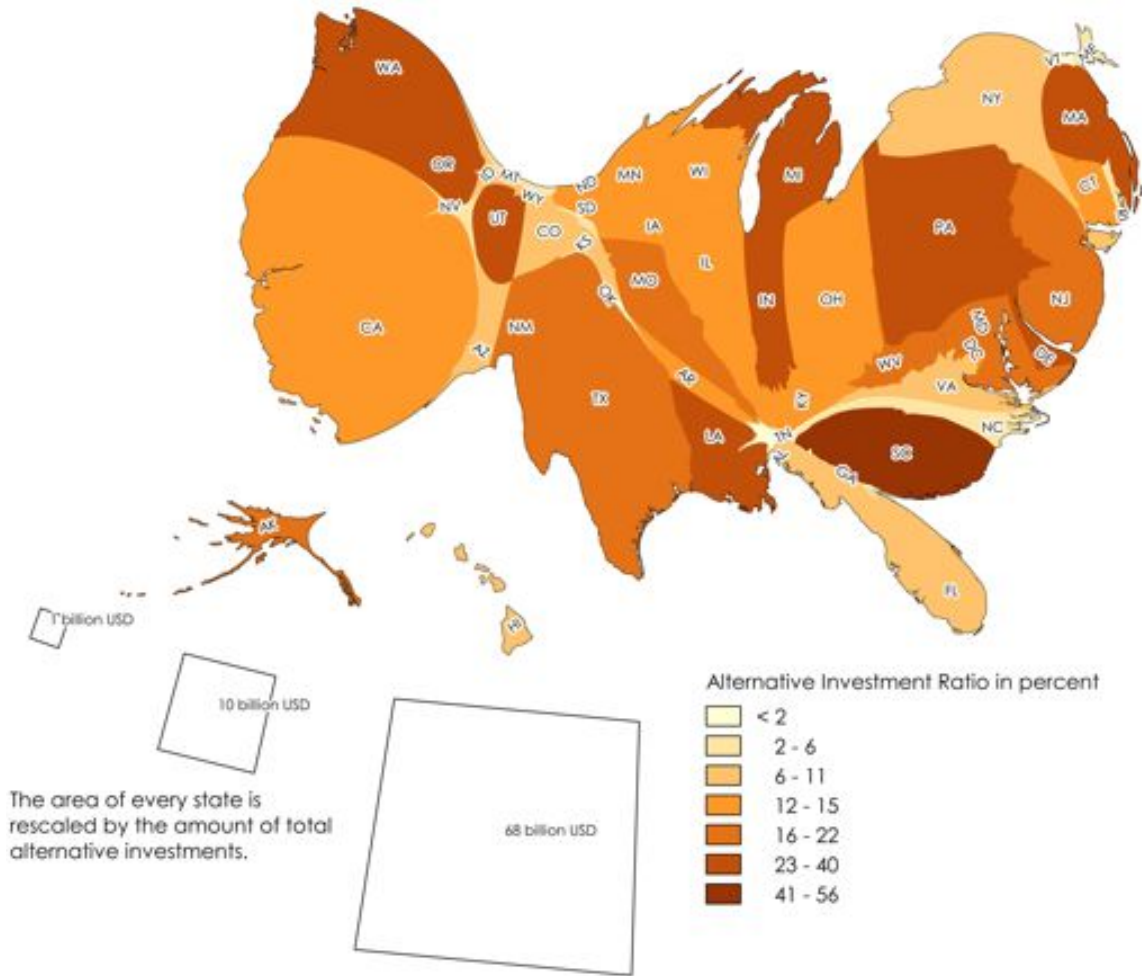 WA
OR
ID
MT
WY
ND
SD
MN
WI
MI
NY
VT
MA
CT
NV
UT
CO
KS
IA
IL
IN
OH
PA
NJ
CA
AZ
NM
OK
MO
AR
KY
WV
MD
DC
DE
VA
NC
TX
LA
TN
SC
GA
FL
AK
HI
1 billion USD
10 billion USD
68 billion USD
The area of every state is
rescaled by the amount of total
alternative investments.
Alternative Investment Ratio in percent
< 2
2 - 6
6 - 11
12 - 15
16 - 22
23 - 40
41 - 56